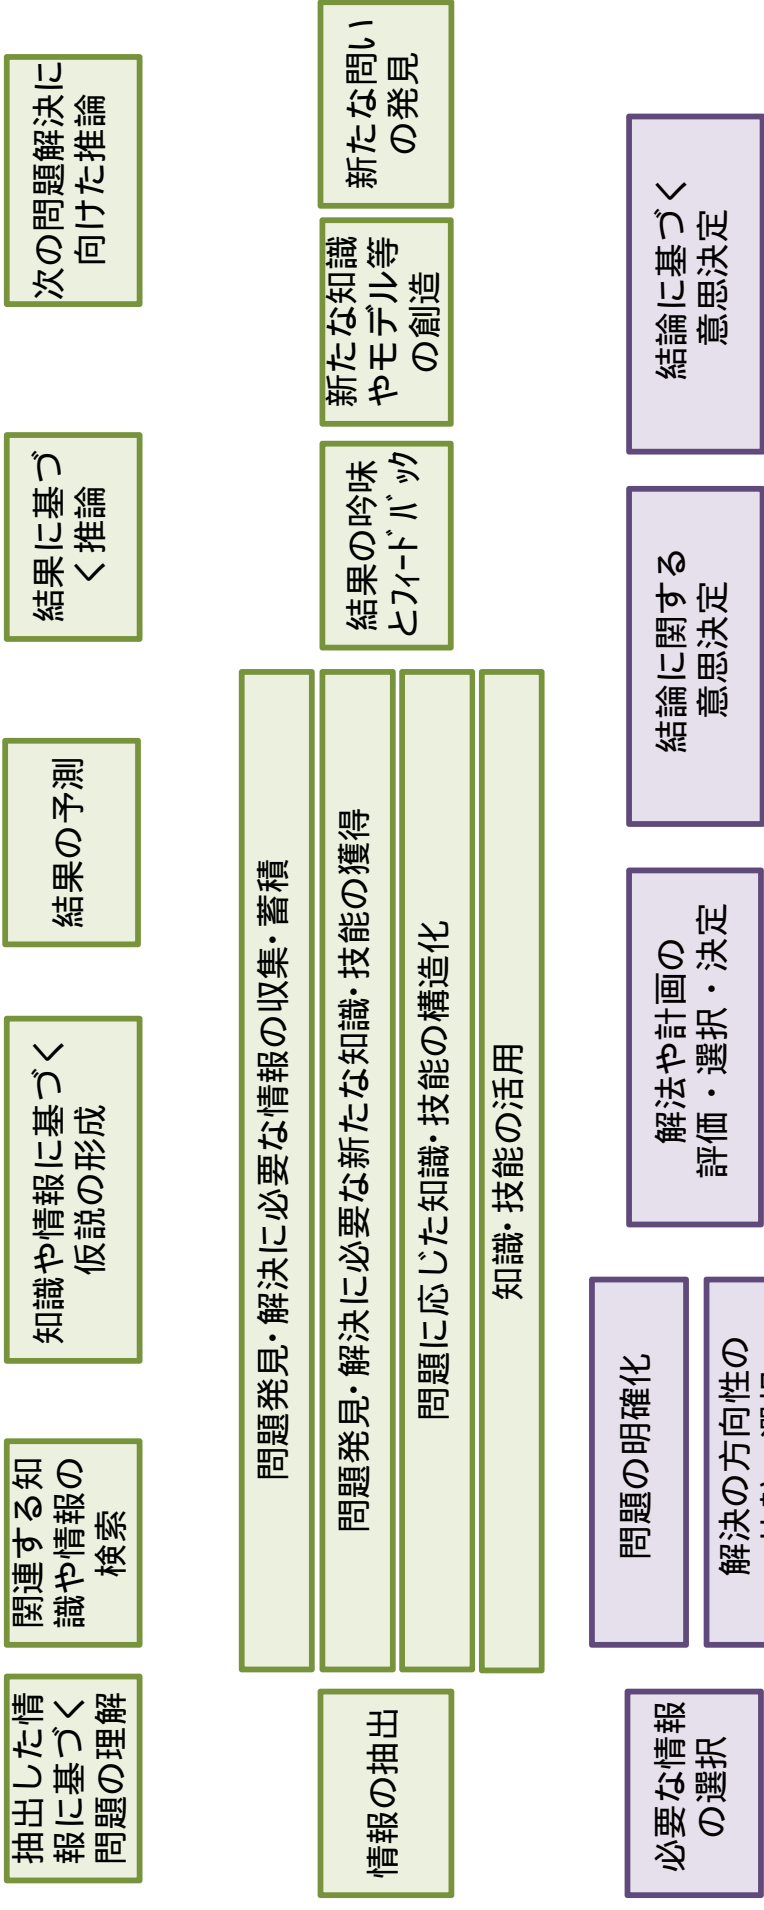 抽出した情
報に基づく
問題の理解
関連する知
識や情報の
検索
知識や情報に基づく
仮説の形成
結果の予測
結果に基づ
く推論
次の問題解決に
向けた推論
情報の抽出
問題発見・解決に必要な情報の収集・蓄積
問題発見・解決に必要な新たな知識・技能の獲得
問題に応じた知識・技能の構造化
知識・技能の活用
結果の吟味
とﾌｨｰﾄﾞﾊﾞｯｸ
新たな知識
やモデル等
の創造
新たな問い
の発見
必要な情報
の選択
問題の明確化
解決の方向性の
解法や計画の
評価・選択・決定
結論に関する
意思決定
結論に基づく
意思決定